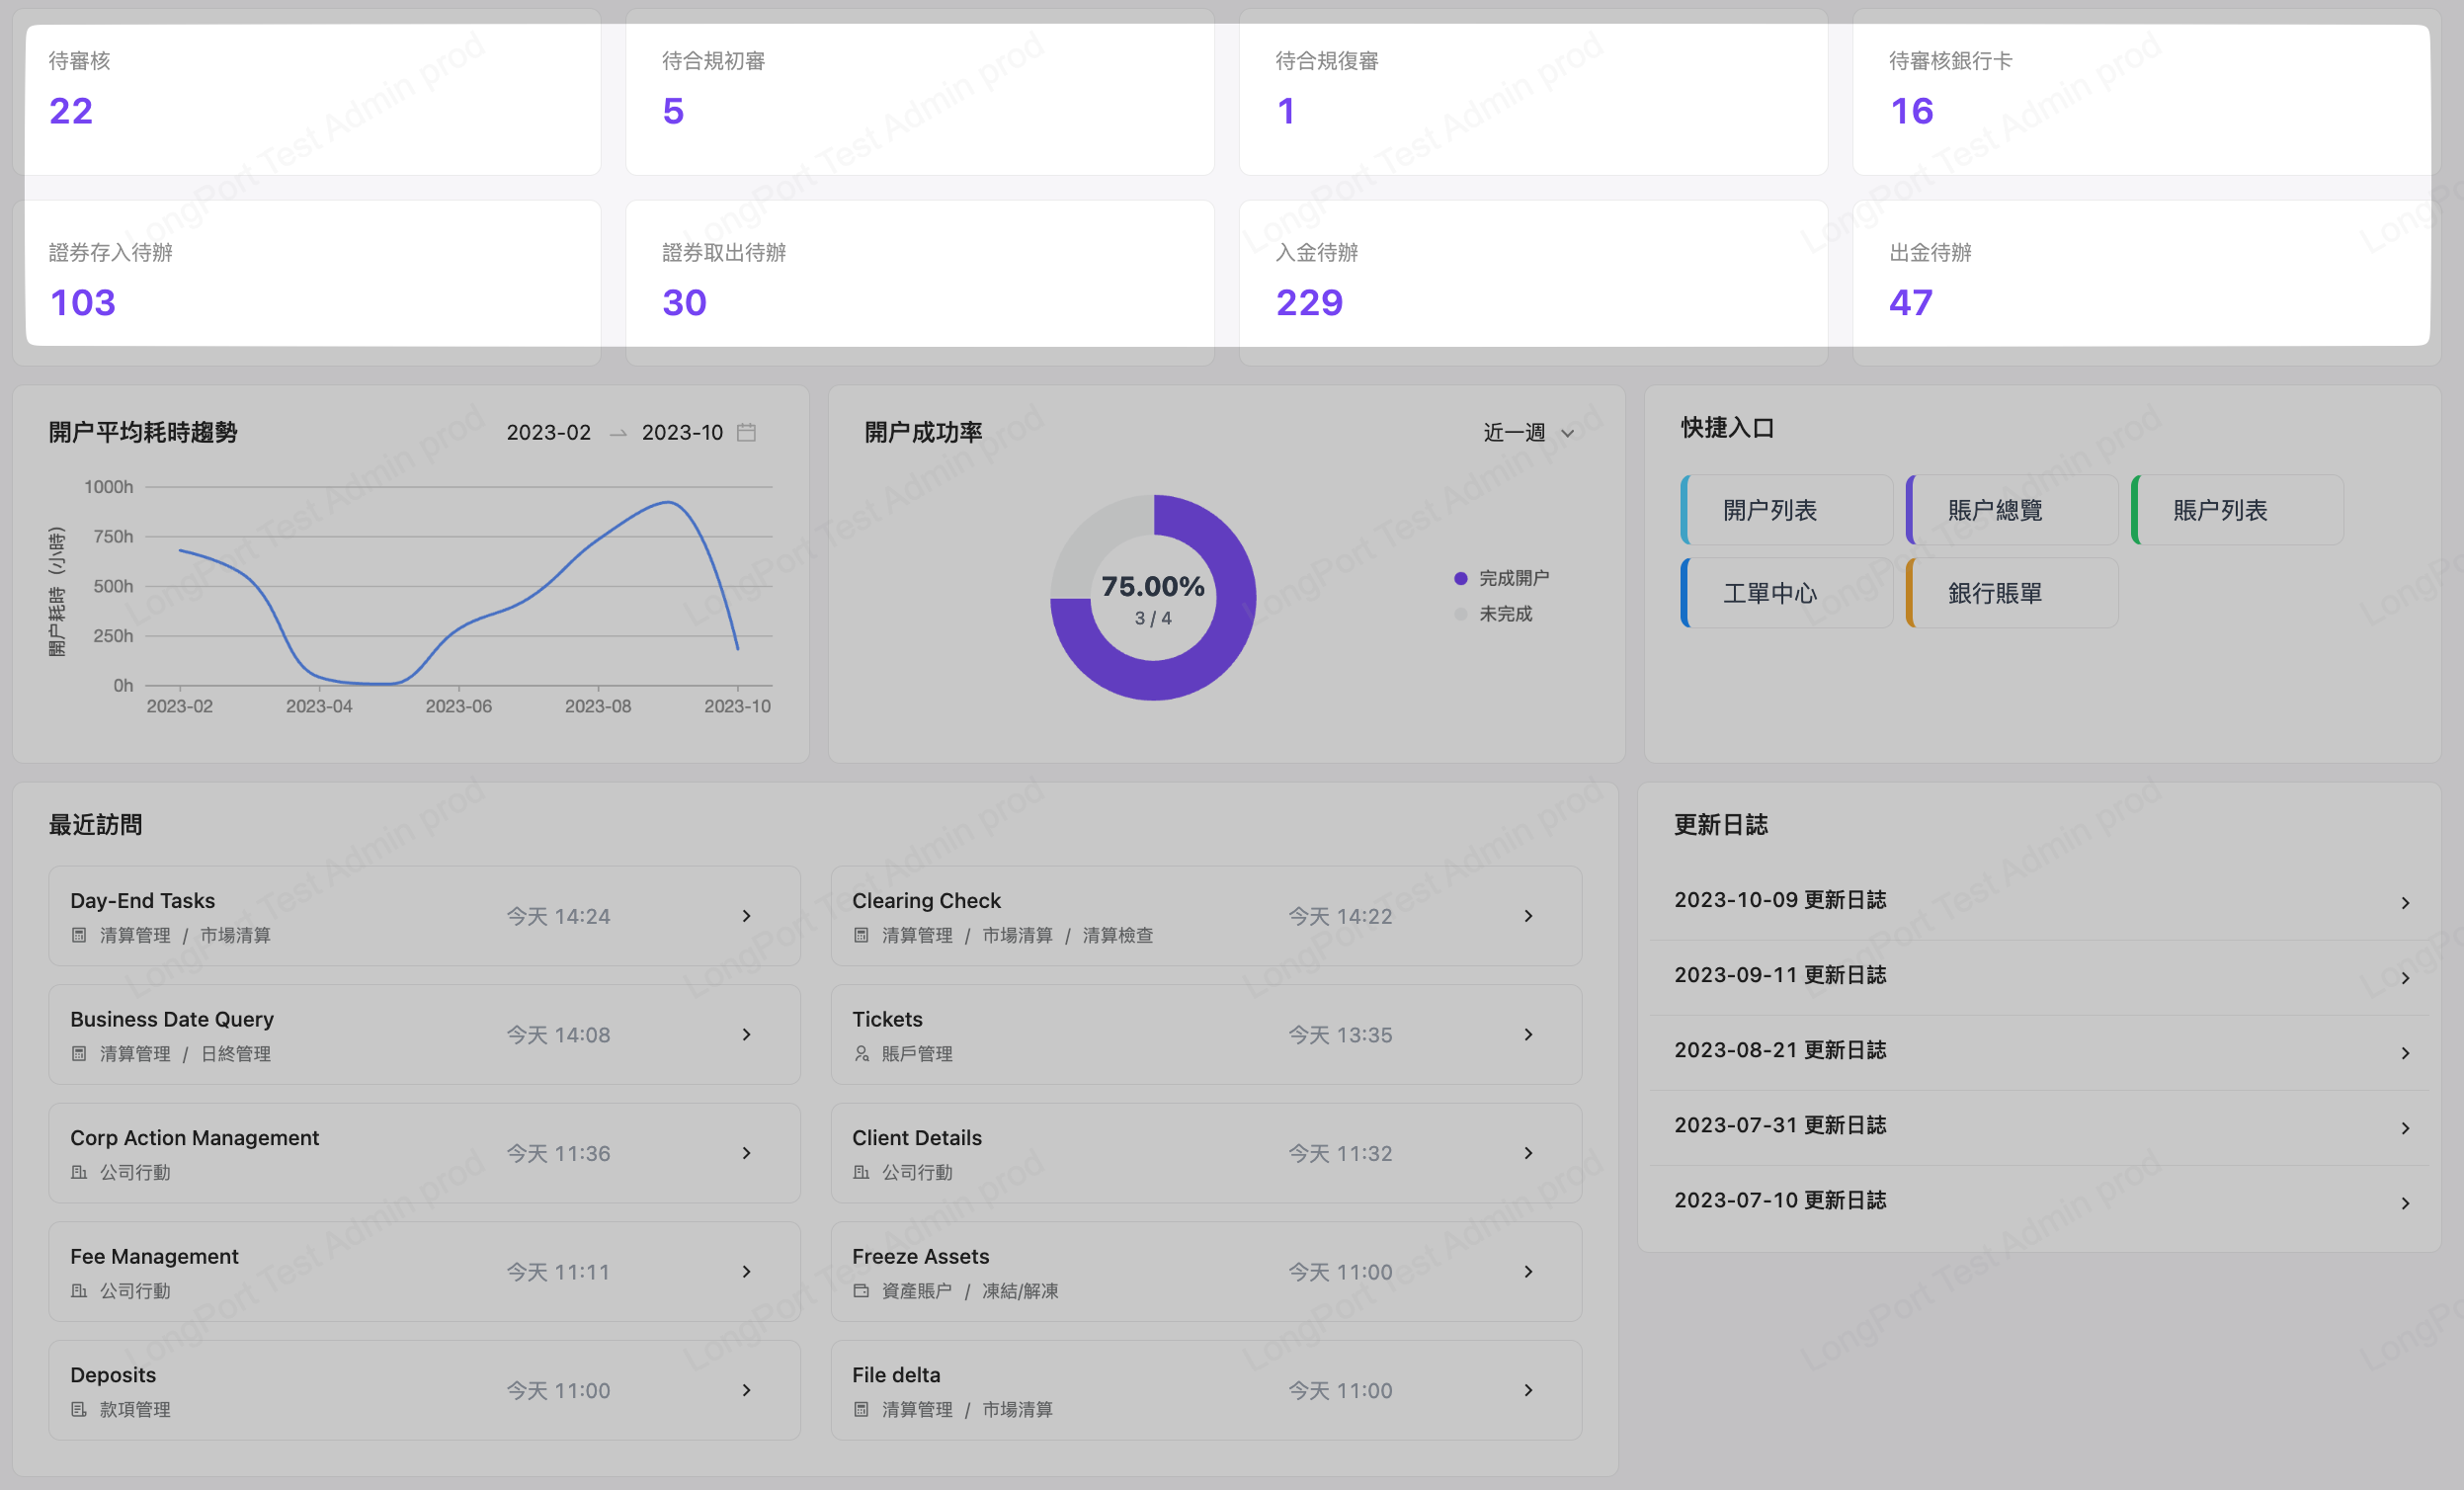 待審核
22
待合規初審
5
待合規復審
1
待審核銀行卡
16
證券存入待辦
103
證券取出待辦
30
入金待辦
229
出金待辦
47
開户平均耗時趨勢
2023-02 → 2023-10
開户耗時（小時）
1000h
750h
500h
250h
0h
2023-02 2023-04 2023-06 2023-08 2023-10
開户成功率
近一週
75.00%
3 / 4
完成開户
未完成
快捷入口
開户列表
賬户總覽
賬户列表
工單中心
銀行賬單
最近訪問
Day-End Tasks
清算管理 / 市場清算
今天 14:24
Clearing Check
清算管理 / 市場清算 / 清算檢查
今天 14:22
Business Date Query
清算管理 / 日終管理
今天 14:08
Tickets
賬戶管理
今天 13:35
Corp Action Management
公司行動
今天 11:36
Client Details
公司行動
今天 11:32
Fee Management
公司行動
今天 11:11
Freeze Assets
資產賬户 / 凍結/解凍
今天 11:00
Deposits
款項管理
今天 11:00
File delta
清算管理 / 市場清算
今天 11:00
更新日誌
2023-10-09 更新日誌
2023-09-11 更新日誌
2023-08-21 更新日誌
2023-07-31 更新日誌
2023-07-10 更新日誌
LongPort Test Admin prod